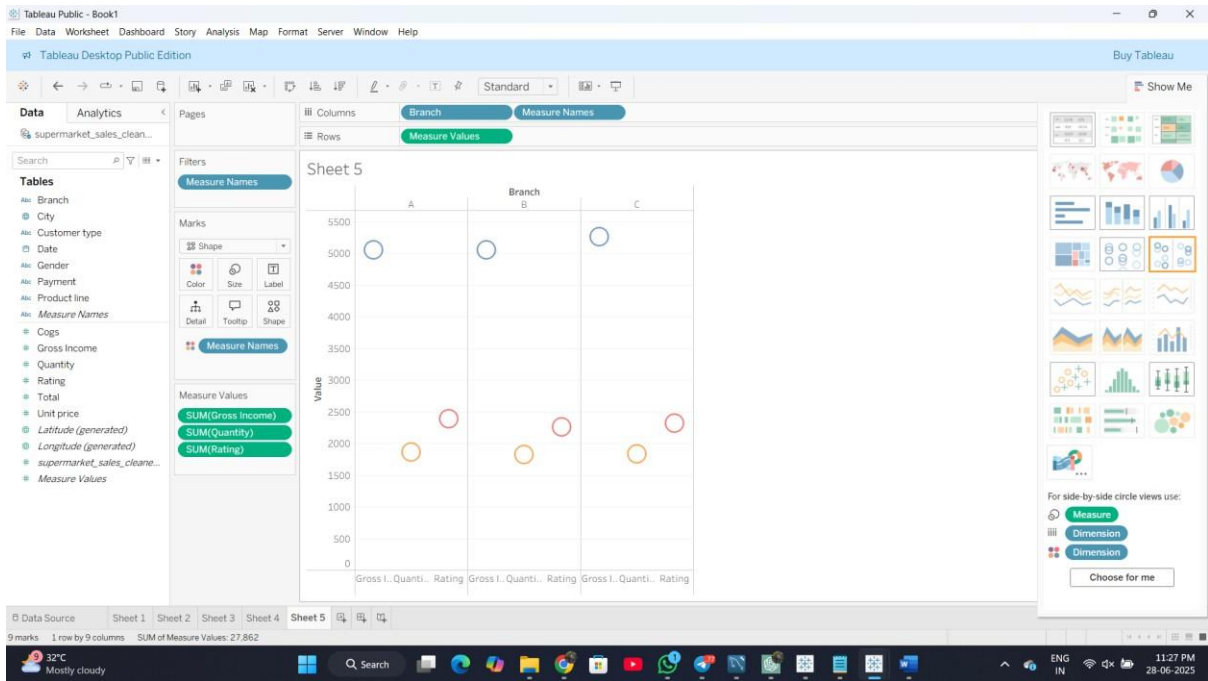 Tableau Public - Book1
File Data Worksheet Dashboard Story Analysis Map Format Server Window Help
Tableau Desktop Public Edition
Buy Tableau
Standard
Show Me
Data Analytics
supermarket_sales_clean...
Search
Tables
Branch
City
Customer type
Date
Gender
Payment
Product line
Measure Names
Cogs
Gross Income
Quantity
Rating
Total
Unit price
Latitude (generated)
Longitude (generated)
supermarket_sales_cleane...
Measure Values
Pages
Filters
Measure Names
Marks
Shape
Color Size Label
Detail Tooltip Shape
Measure Names
Measure Values
SUM(Gross Income)
SUM(Quantity)
SUM(Rating)
Columns Branch Measure Names
Rows Measure Values
Sheet 5
Branch
A B C
Value
5500
5000
4500
4000
3500
3000
2500
2000
1500
1000
500
0
Gross I.. Quanti.. Rating Gross I.. Quanti.. Rating Gross I.. Quanti.. Rating
For side-by-side circle views use:
Measure
Dimension
Dimension
Choose for me
Data Source Sheet 1 Sheet 2 Sheet 3 Sheet 4 Sheet 5
9 marks 1 row by 9 columns SUM of Measure Values: 27,862
9
32°C
Mostly cloudy
Search
ENG
IN
11:27 PM
28-06-2025